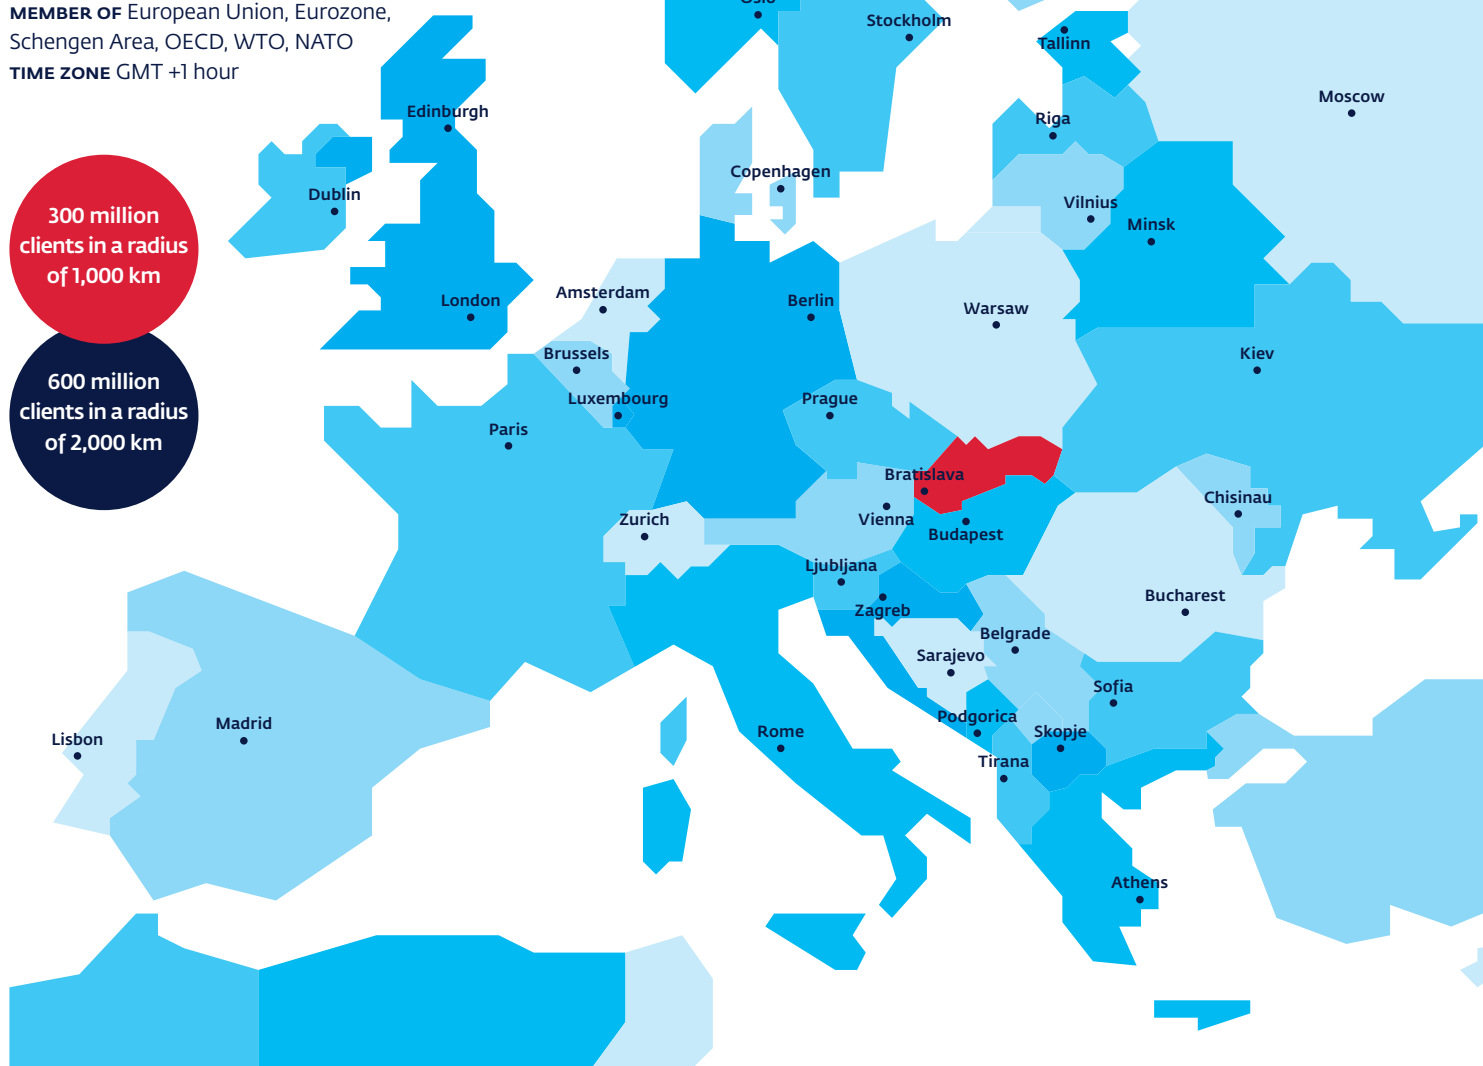 MEMBER OF European Union, Eurozone,
Schengen Area, OECD, WTO, NATO
TIME ZONE GMT +1 hour
Oslo
Stockholm
Tallinn
Moscow
Edinburgh
Riga
Copenhagen
Dublin
Vilnius
Minsk
300 million
clients in a radius
of 1,000 km
London
Amsterdam
Berlin
Warsaw
Brussels
Kiev
600 million
clients in a radius
of 2,000 km
Luxembourg
Prague
Paris
Bratislava
Chisinau
Zurich
Vienna
Budapest
Ljubljana
Zagreb
Bucharest
Belgrade
Sarajevo
Sofia
Podgorica
Madrid
Lisbon
Rome
Skopje
Tirana
Athens